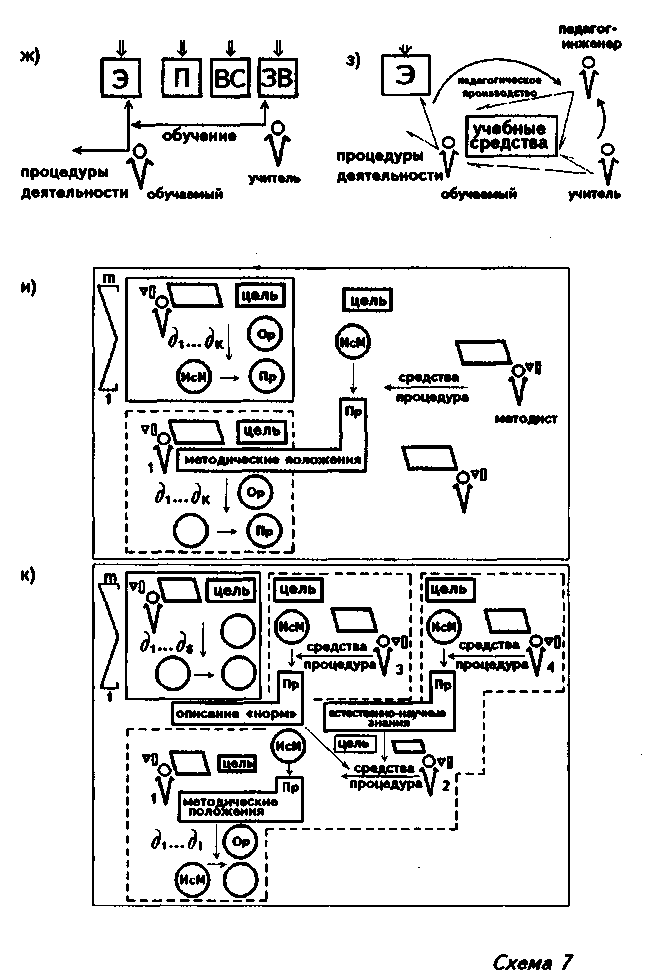 ж)
Э П ВС ЗВ
обучение
процедуры
деятельности
обучаемый
учитель
з)
педагог-
инженер
Э
педагогическое
производство
учебные
средства
процедуры
деятельности
обучаемый
учитель
и)
m
t
цель
∂1...∂к
Ор
ИсМ
Пр
цель
ИсМ
средства
процедура
методист
Пр
1
цель
методические положения
∂1...∂к
Ор
Пр
к)
m
t
цель
∂1...∂s
цель
ИсМ
средства
процедура
3
Пр
цель
ИсМ
средства
процедура
4
Пр
описание «норм»
естественно-научные
знания
ИсМ
цель
средства
процедура
2
1
цель
Пр
методические
положения
∂1...∂l
Ор
ИсМ
Схема 7